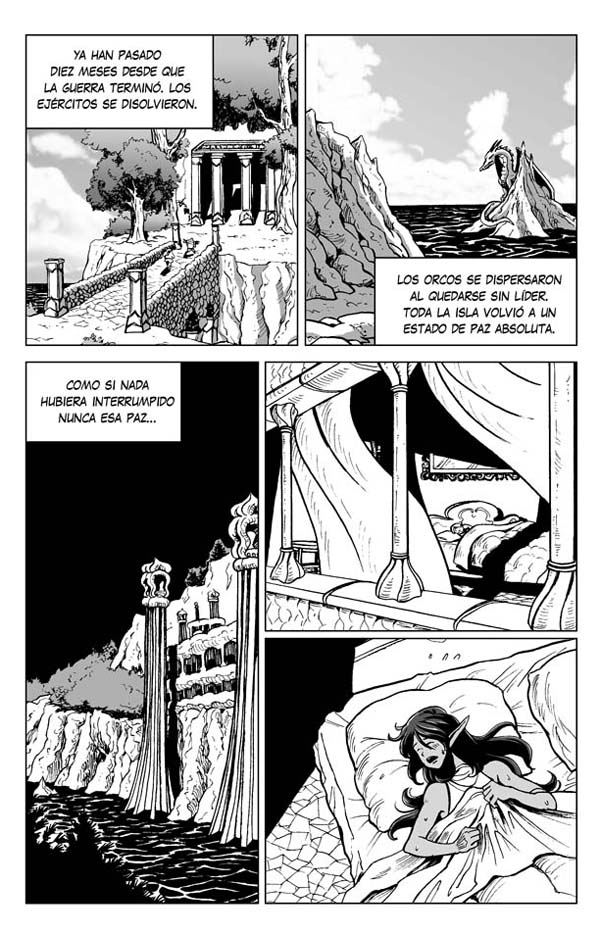 YA HAN PASADO
DIEZ MESES DESDE QUE
LA GUERRA TERMINÓ. LOS
EJÉRCITOS SE DISOLVIERON.
LOS ORCOS SE DISPERSARON
AL QUEDARSE SIN LÍDER.
TODA LA ISLA VOLVIÓ A UN
ESTADO DE PAZ ABSOLUTA.
COMO SI NADA
HUBIERA INTERRUMPIDO
NUNCA ESA PAZ...